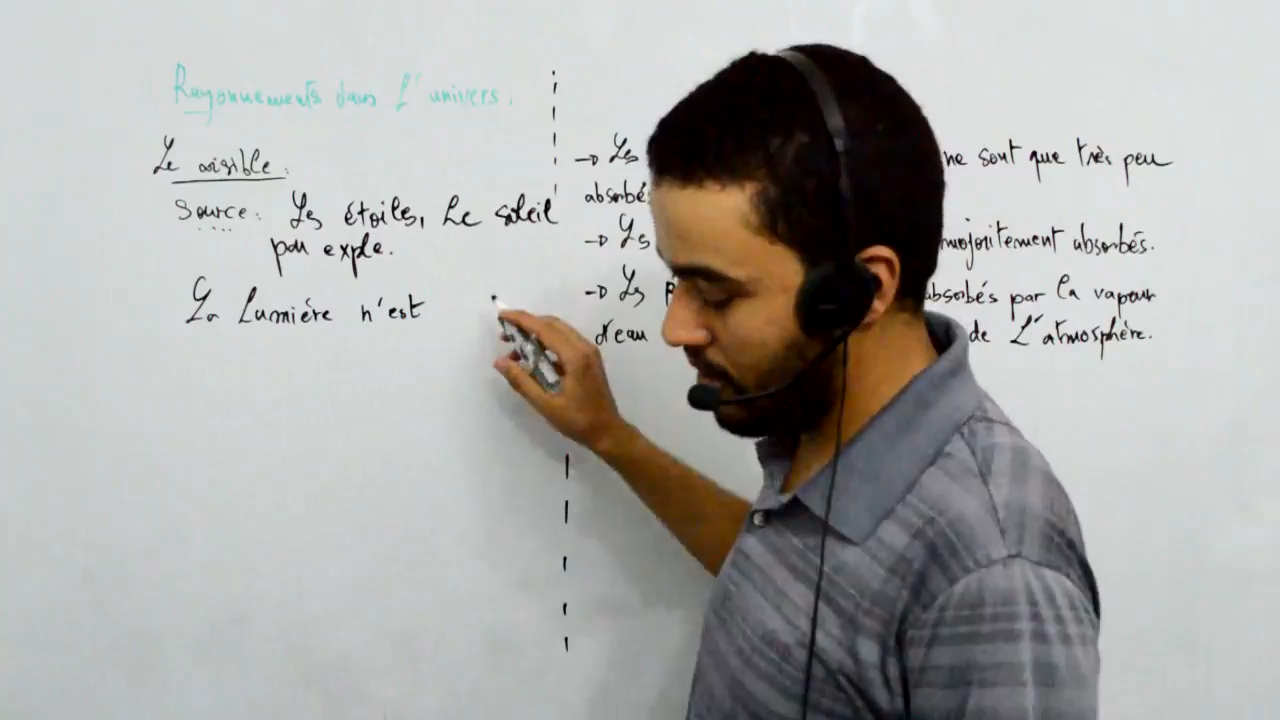 Rayonnements dans l'univers.
Le visible.
Source: Les étoiles, Le soleil
par exple.
La Lumière n'est
→ Les ne sont que très peu
absorbés
→ Les majoritement absorbés.
→ Les absorbés par la vapeur
d'eau de L'atmosphère.